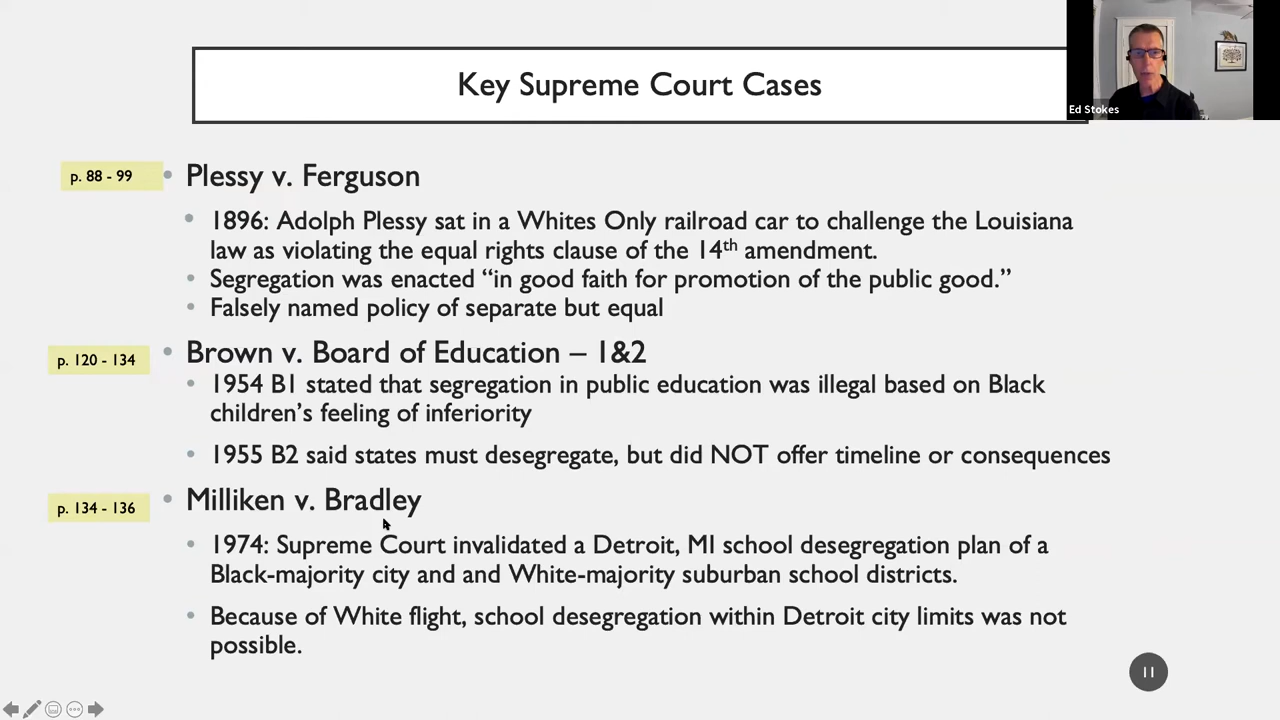 Key Supreme Court Cases
Ed Stokes
p. 88 - 99
• Plessy v. Ferguson
• 1896: Adolph Plessy sat in a Whites Only railroad car to challenge the Louisiana
law as violating the equal rights clause of the 14th amendment.
• Segregation was enacted “in good faith for promotion of the public good.”
• Falsely named policy of separate but equal
p. 120 - 134
• Brown v. Board of Education – 1&2
• 1954 B1 stated that segregation in public education was illegal based on Black
children’s feeling of inferiority
• 1955 B2 said states must desegregate, but did NOT offer timeline or consequences
p. 134 - 136
• Milliken v. Bradley
• 1974: Supreme Court invalidated a Detroit, MI school desegregation plan of a
Black-majority city and and White-majority suburban school districts.
• Because of White flight, school desegregation within Detroit city limits was not
possible.
11